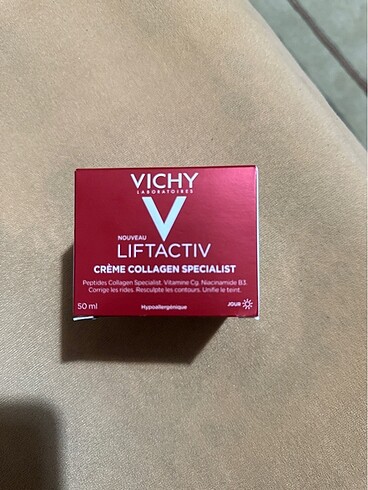 VICHY
LABORATOIRES
NOUVEAU
LIFTACTIV
CRÈME COLLAGEN SPECIALIST
Peptides Collagen Specialist. Vitamine Cg. Niacinamide B3.
Corrige les rides. Resculpte les contours. Unifie le teint.
50 ml
Hypoallergénique
JOUR